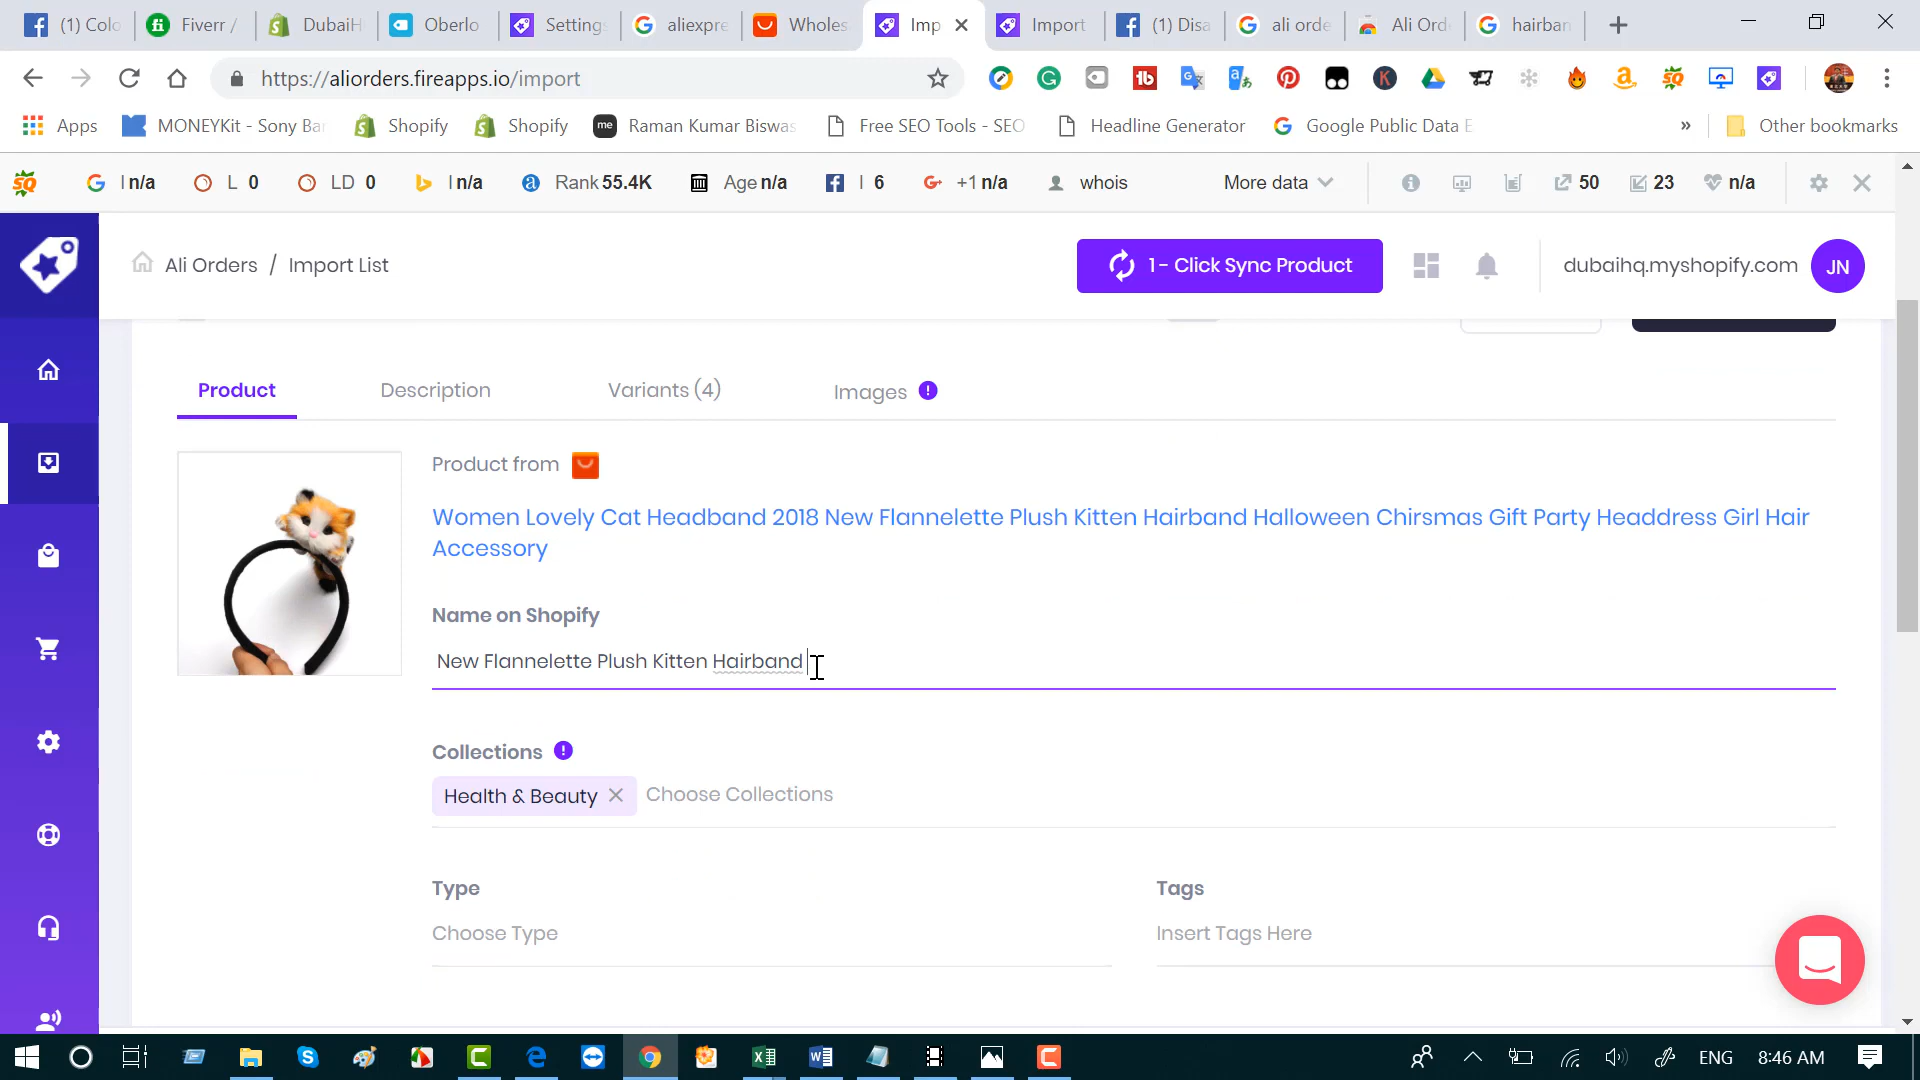 (1) Colo
Fiverr /
DubaiH
Oberlo
Settings
aliexpre
Wholes
Imp
Import
(1) Disa
ali orde
Ali Ord
hairban
https://aliorders.fireapps.io/import
Apps
MONEYKit - Sony Bar
Shopify
Shopify
me
Raman Kumar Biswas
Free SEO Tools - SEO
Headline Generator
Google Public Data E
»
Other bookmarks
I n/a
L 0
LD 0
I n/a
Rank 55.4K
Age n/a
I 6
+1 n/a
whois
More data
50
23
n/a
Ali Orders / Import List
1 - Click Sync Product
dubaihq.myshopify.com
JN
Product
Description
Variants (4)
Images
Product from
Women Lovely Cat Headband 2018 New Flannelette Plush Kitten Hairband Halloween Chirsmas Gift Party Headdress Girl Hair
Accessory
Name on Shopify
New Flannelette Plush Kitten Hairband
Collections
Health & Beauty
Choose Collections
Type
Tags
Choose Type
Insert Tags Here
ENG
8:46 AM